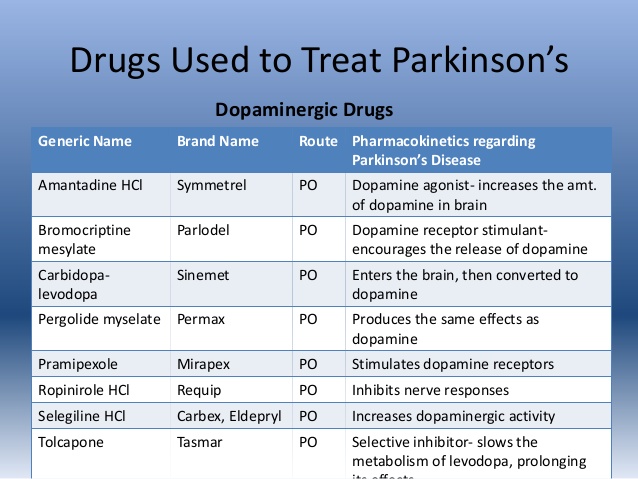 Drugs Used to Treat Parkinson’s
Dopaminergic Drugs
Generic Name Brand Name Route Pharmacokinetics regarding
Parkinson’s Disease
Amantadine HCl Symmetrel PO Dopamine agonist- increases the amt.
of dopamine in brain
Bromocriptine Parlodel PO Dopamine receptor stimulant-
mesylate encourages the release of dopamine
Carbidopa- Sinemet PO Enters the brain, then converted to
levodopa dopamine
Pergolide myselate Permax PO Produces the same effects as
dopamine
Pramipexole Mirapex PO Stimulates dopamine receptors
Ropinirole HCl Requip PO Inhibits nerve responses
Selegiline HCl Carbex, Eldepryl PO Increases dopaminergic activity
Tolcapone Tasmar PO Selective inhibitor- slows the
metabolism of levodopa, prolonging
its effects